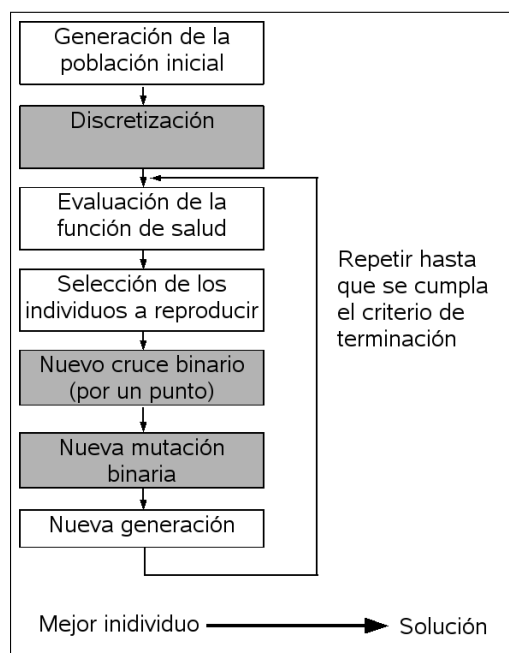 Generación de la
población inicial
Discretización
Evaluación de la
función de salud
Selección de los
individuos a reproducir
Nuevo cruce binario
(por un punto)
Nueva mutación
binaria
Nueva generación
Repetir hasta
que se cumpla
el criterio de
terminación
Mejor inidividuo
Solución